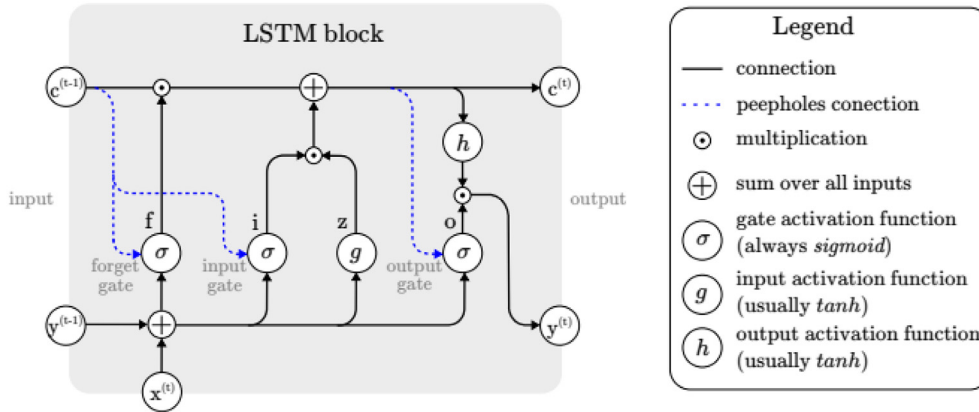 LSTM block
c(t-1)
c(t)
h
input
output
f
i
z
o
σ
σ
g
σ
forget
gate
input
gate
output
gate
y(t-1)
y(t)
x(t)
Legend
connection
peepholes conection
multiplication
sum over all inputs
σ
gate activation function
(always sigmoid)
g
input activation function
(usually tanh)
h
output activation function
(usually tanh)